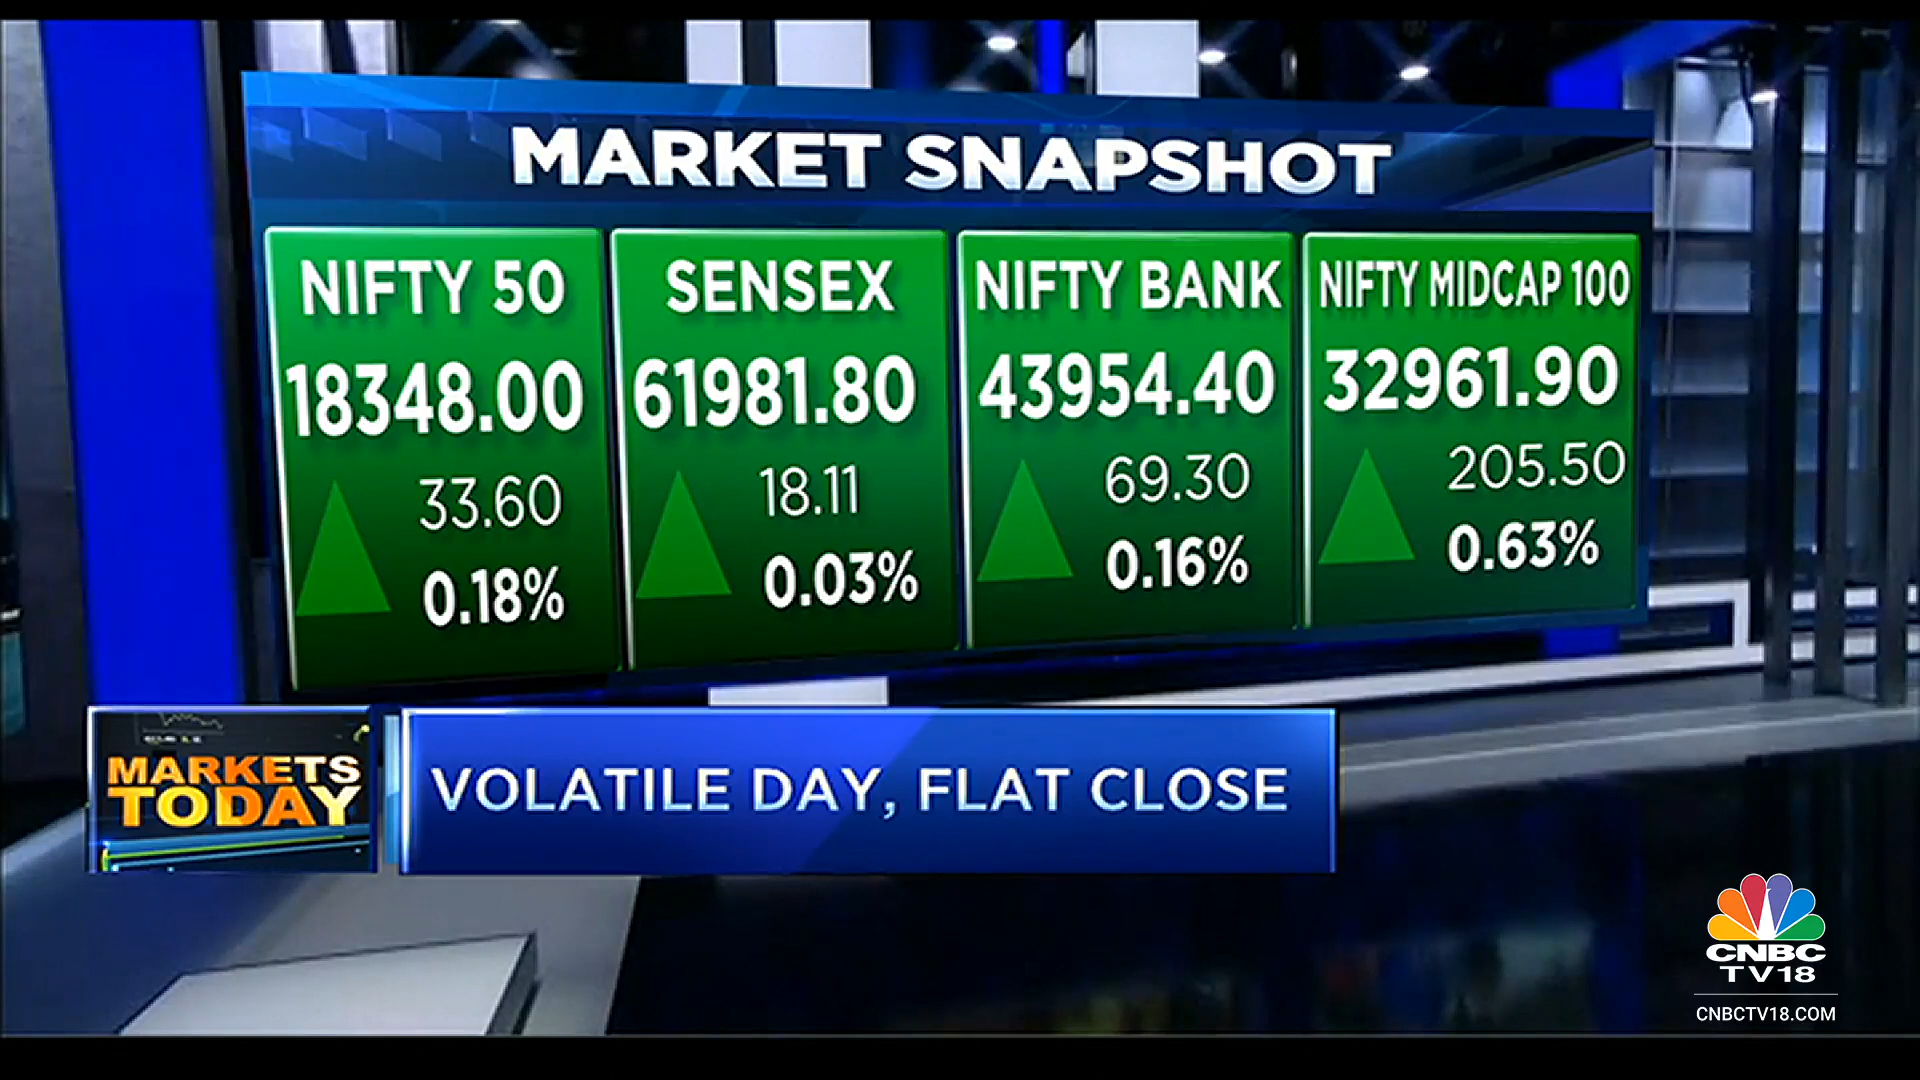 MARKET SNAPSHOT
NIFTY 50
18348.00
33.60
0.18%
SENSEX
61981.80
18.11
0.03%
NIFTY BANK
43954.40
69.30
0.16%
NIFTY MIDCAP 100
32961.90
205.50
0.63%
MARKETS
TODAY
VOLATILE DAY, FLAT CLOSE
CNBC
TV18
CNBCTV18.COM